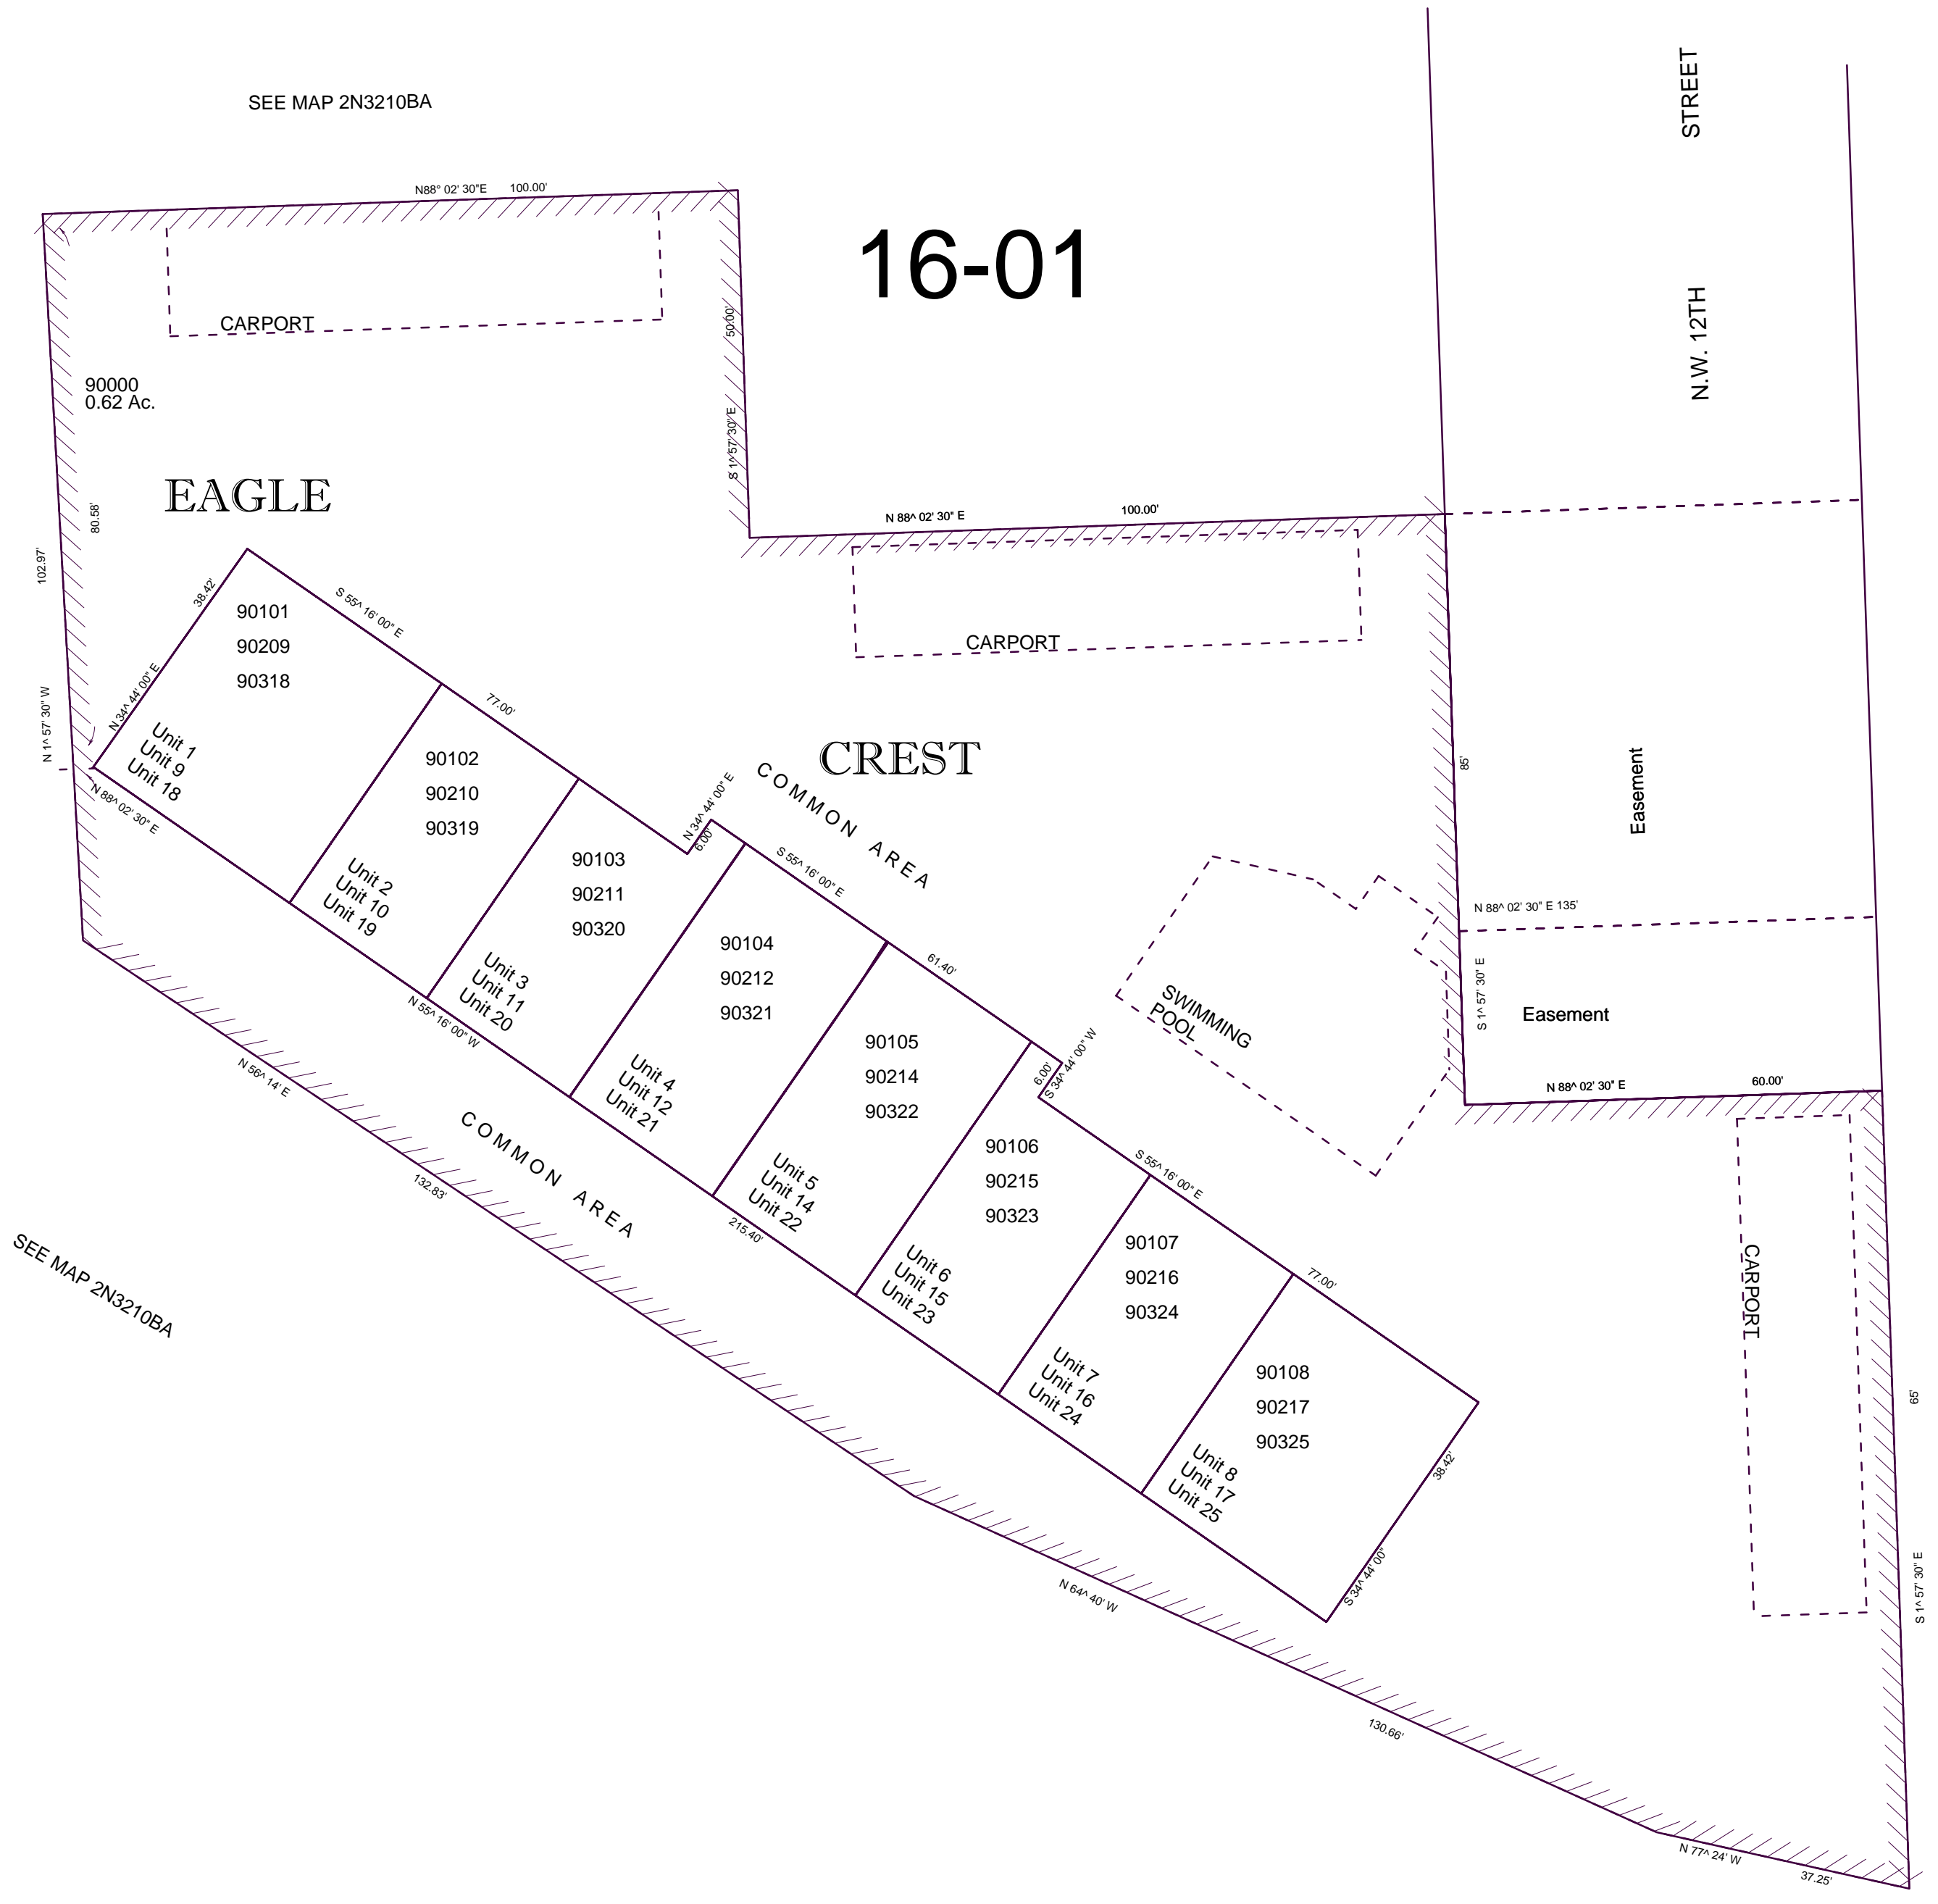 SEE MAP 2N3210BA
STREET
N.W. 12TH
N88° 02' 30"E 100.00'
16-01
CARPORT
50.00'
S 1^ 57' 30" E
90000
0.62 Ac.
EAGLE
80.58'
102.97'
N 1^ 57' 30" W
N 88^ 02' 30" E 100.00'
CARPORT
38.42'
N 34^ 44' 00" E
S 55^ 16' 00" E
77.00'
90101
90209
90318
Unit 1
Unit 9
Unit 18
N 88^ 02' 30" E
90102
90210
90319
Unit 2
Unit 10
Unit 19
N 34^ 44' 00" E
6.00'
COMMON AREA
CREST
85'
Easement
90103
90211
90320
Unit 3
Unit 11
Unit 20
S 55^ 16' 00" E
61.40'
90104
90212
90321
Unit 4
Unit 12
Unit 21
N 88^ 02' 30" E 135'
S 1^ 57' 30" E
Easement
SWIMMING
POOL
N 55^ 16' 00" W
90105
90214
90322
Unit 5
Unit 14
Unit 22
6.00'
S 34^ 44' 00" W
N 88^ 02' 30" E 60.00'
N 56^ 14' E
132.83'
COMMON AREA
215.40'
90106
90215
90323
Unit 6
Unit 15
Unit 23
S 55^ 16' 00" E
77.00'
SEE MAP 2N3210BA
90107
90216
90324
Unit 7
Unit 16
Unit 24
CARPORT
90108
90217
90325
Unit 8
Unit 17
Unit 25
38.42'
S 34^ 44' 00"
65'
S 1^ 57' 30" E
N 64^ 40' W
130.66'
N 77^ 24' W
37.25'